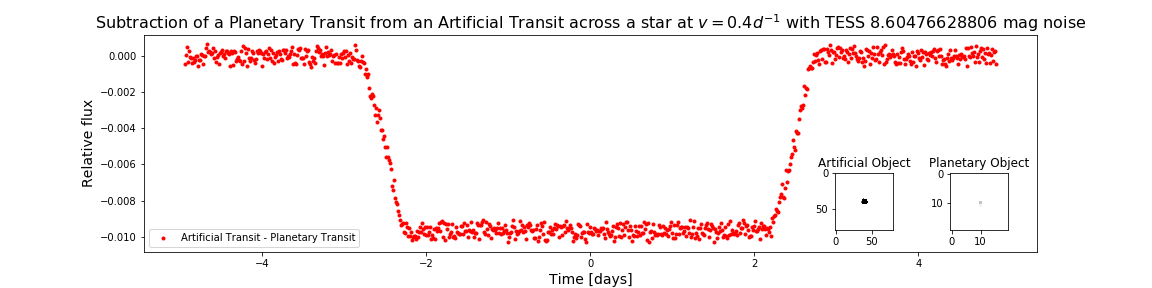 Subtraction of a Planetary Transit from an Artificial Transit across a star at v = 0.4d⁻¹ with TESS 8.60476628806 mag noise
0.000
−0.002
−0.004
−0.006
−0.008
−0.010
Relative flux
Artificial Transit - Planetary Transit
Artificial Object
0
50
0 50
Planetary Object
0
10
0 10
−4 −2 0 2 4
Time [days]